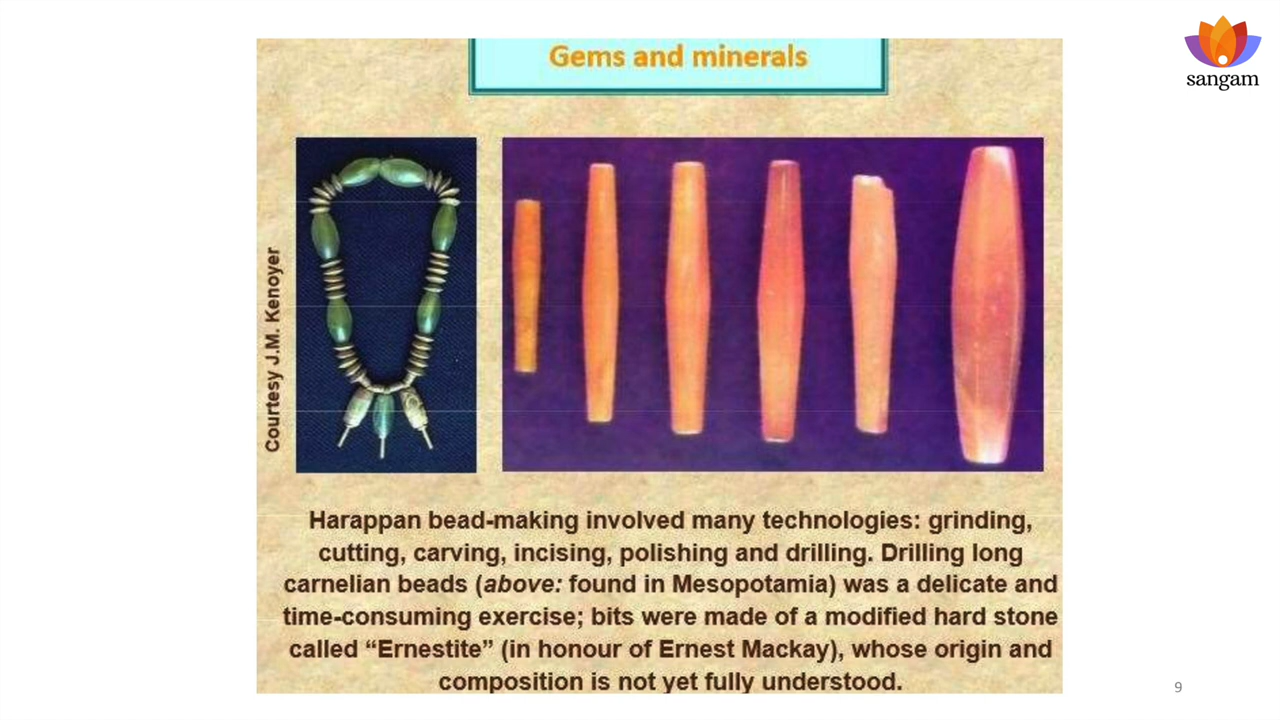 Gems and minerals
sangam
Courtesy J.M. Kenoyer
Harappan bead-making involved many technologies: grinding,
cutting, carving, incising, polishing and drilling. Drilling long
carnelian beads (above: found in Mesopotamia) was a delicate and
time-consuming exercise; bits were made of a modified hard stone
called “Ernestite” (in honour of Ernest Mackay), whose origin and
composition is not yet fully understood.
9